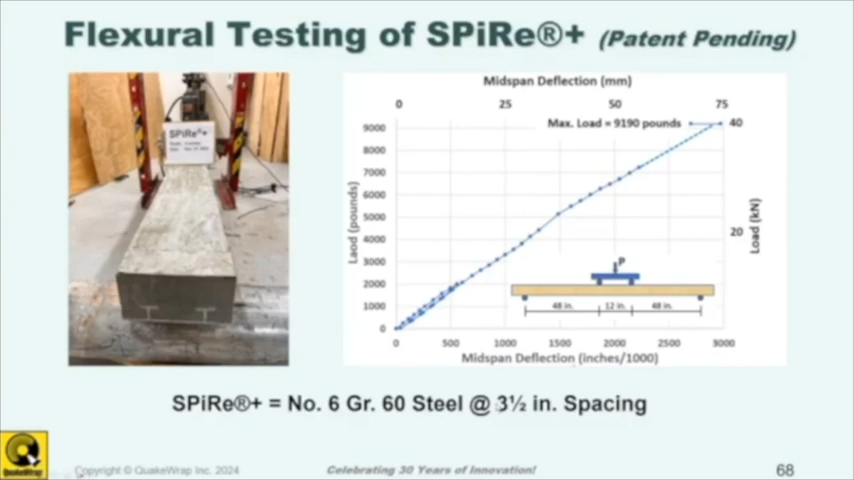 Flexural Testing of SPiRe®+ (Patent Pending)
SPiRe®+
Midspan Deflection (mm)
0 25 50 75
Max. Load = 9190 pounds
40
20
Load (kN)
Laod (pounds)
9000
8000
7000
6000
5000
4000
3000
2000
1000
0
P
48 in. 12 in. 48 in.
0 500 1000 1500 2000 2500 3000
Midspan Deflection (inches/1000)
SPiRe®+ = No. 6 Gr. 60 Steel @ 3½ in. Spacing
QuakeWrap
Copyright © QuakeWrap Inc. 2024
Celebrating 30 Years of Innovation!
68